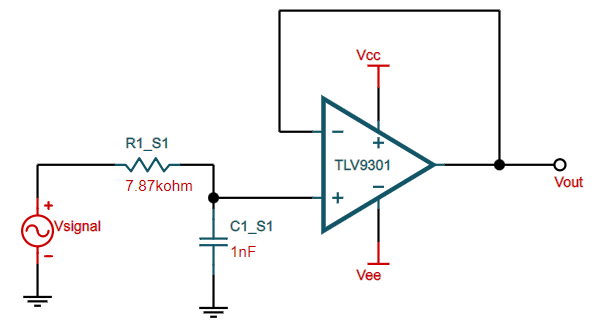 Vcc
R1_S1
TLV9301
7.87kohm
Vout
Vsignal
C1_S1
1nF
Vee